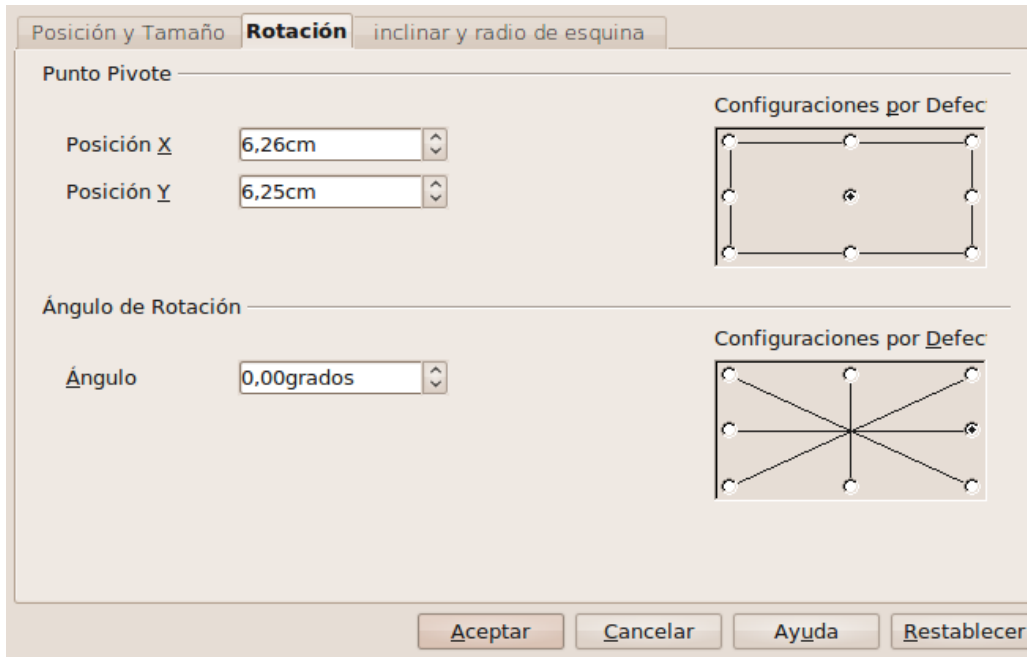 Posición y Tamaño Rotación inclinar y radio de esquina
Punto Pivote
Configuraciones por Defec
Posición X 6,26cm
Posición Y 6,25cm
Ángulo de Rotación
Configuraciones por Defec
Ángulo 0,00grados
Aceptar Cancelar Ayuda Restablecer